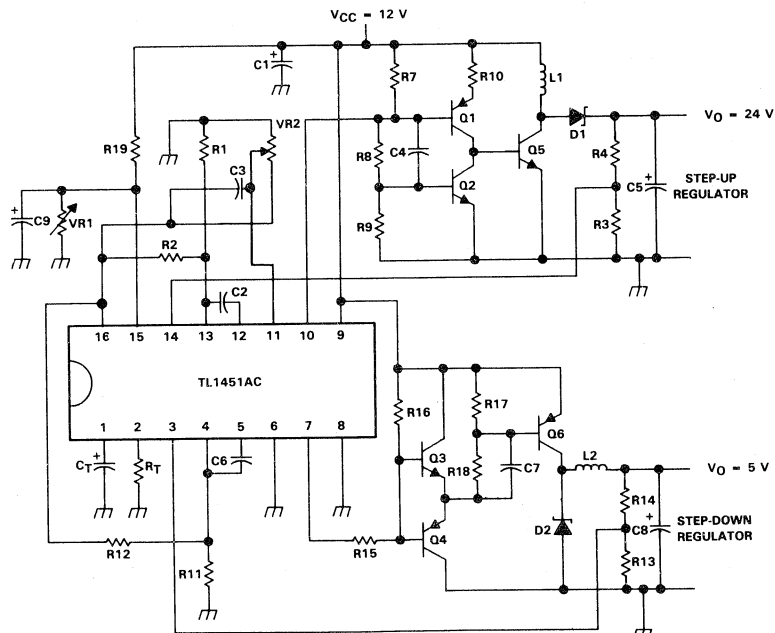 VCC = 12 V
C1
+
R7
R10
L1
Q1
VR2
R19
R1
C3
R8
C4
Q5
D1
VO = 24 V
R4
+
C5
STEP-UP
REGULATOR
Q2
+
C9
VR1
R9
R3
R2
C2
16 15 14 13 12 11 10 9
TL1451AC
1 2 3 4 5 6 7 8
R16
R17
Q6
+
CT
RT
C6
Q3
R18
C7
L2
VO = 5 V
R14
+
C8
STEP-DOWN
REGULATOR
D2
R12
R15
Q4
R11
R13